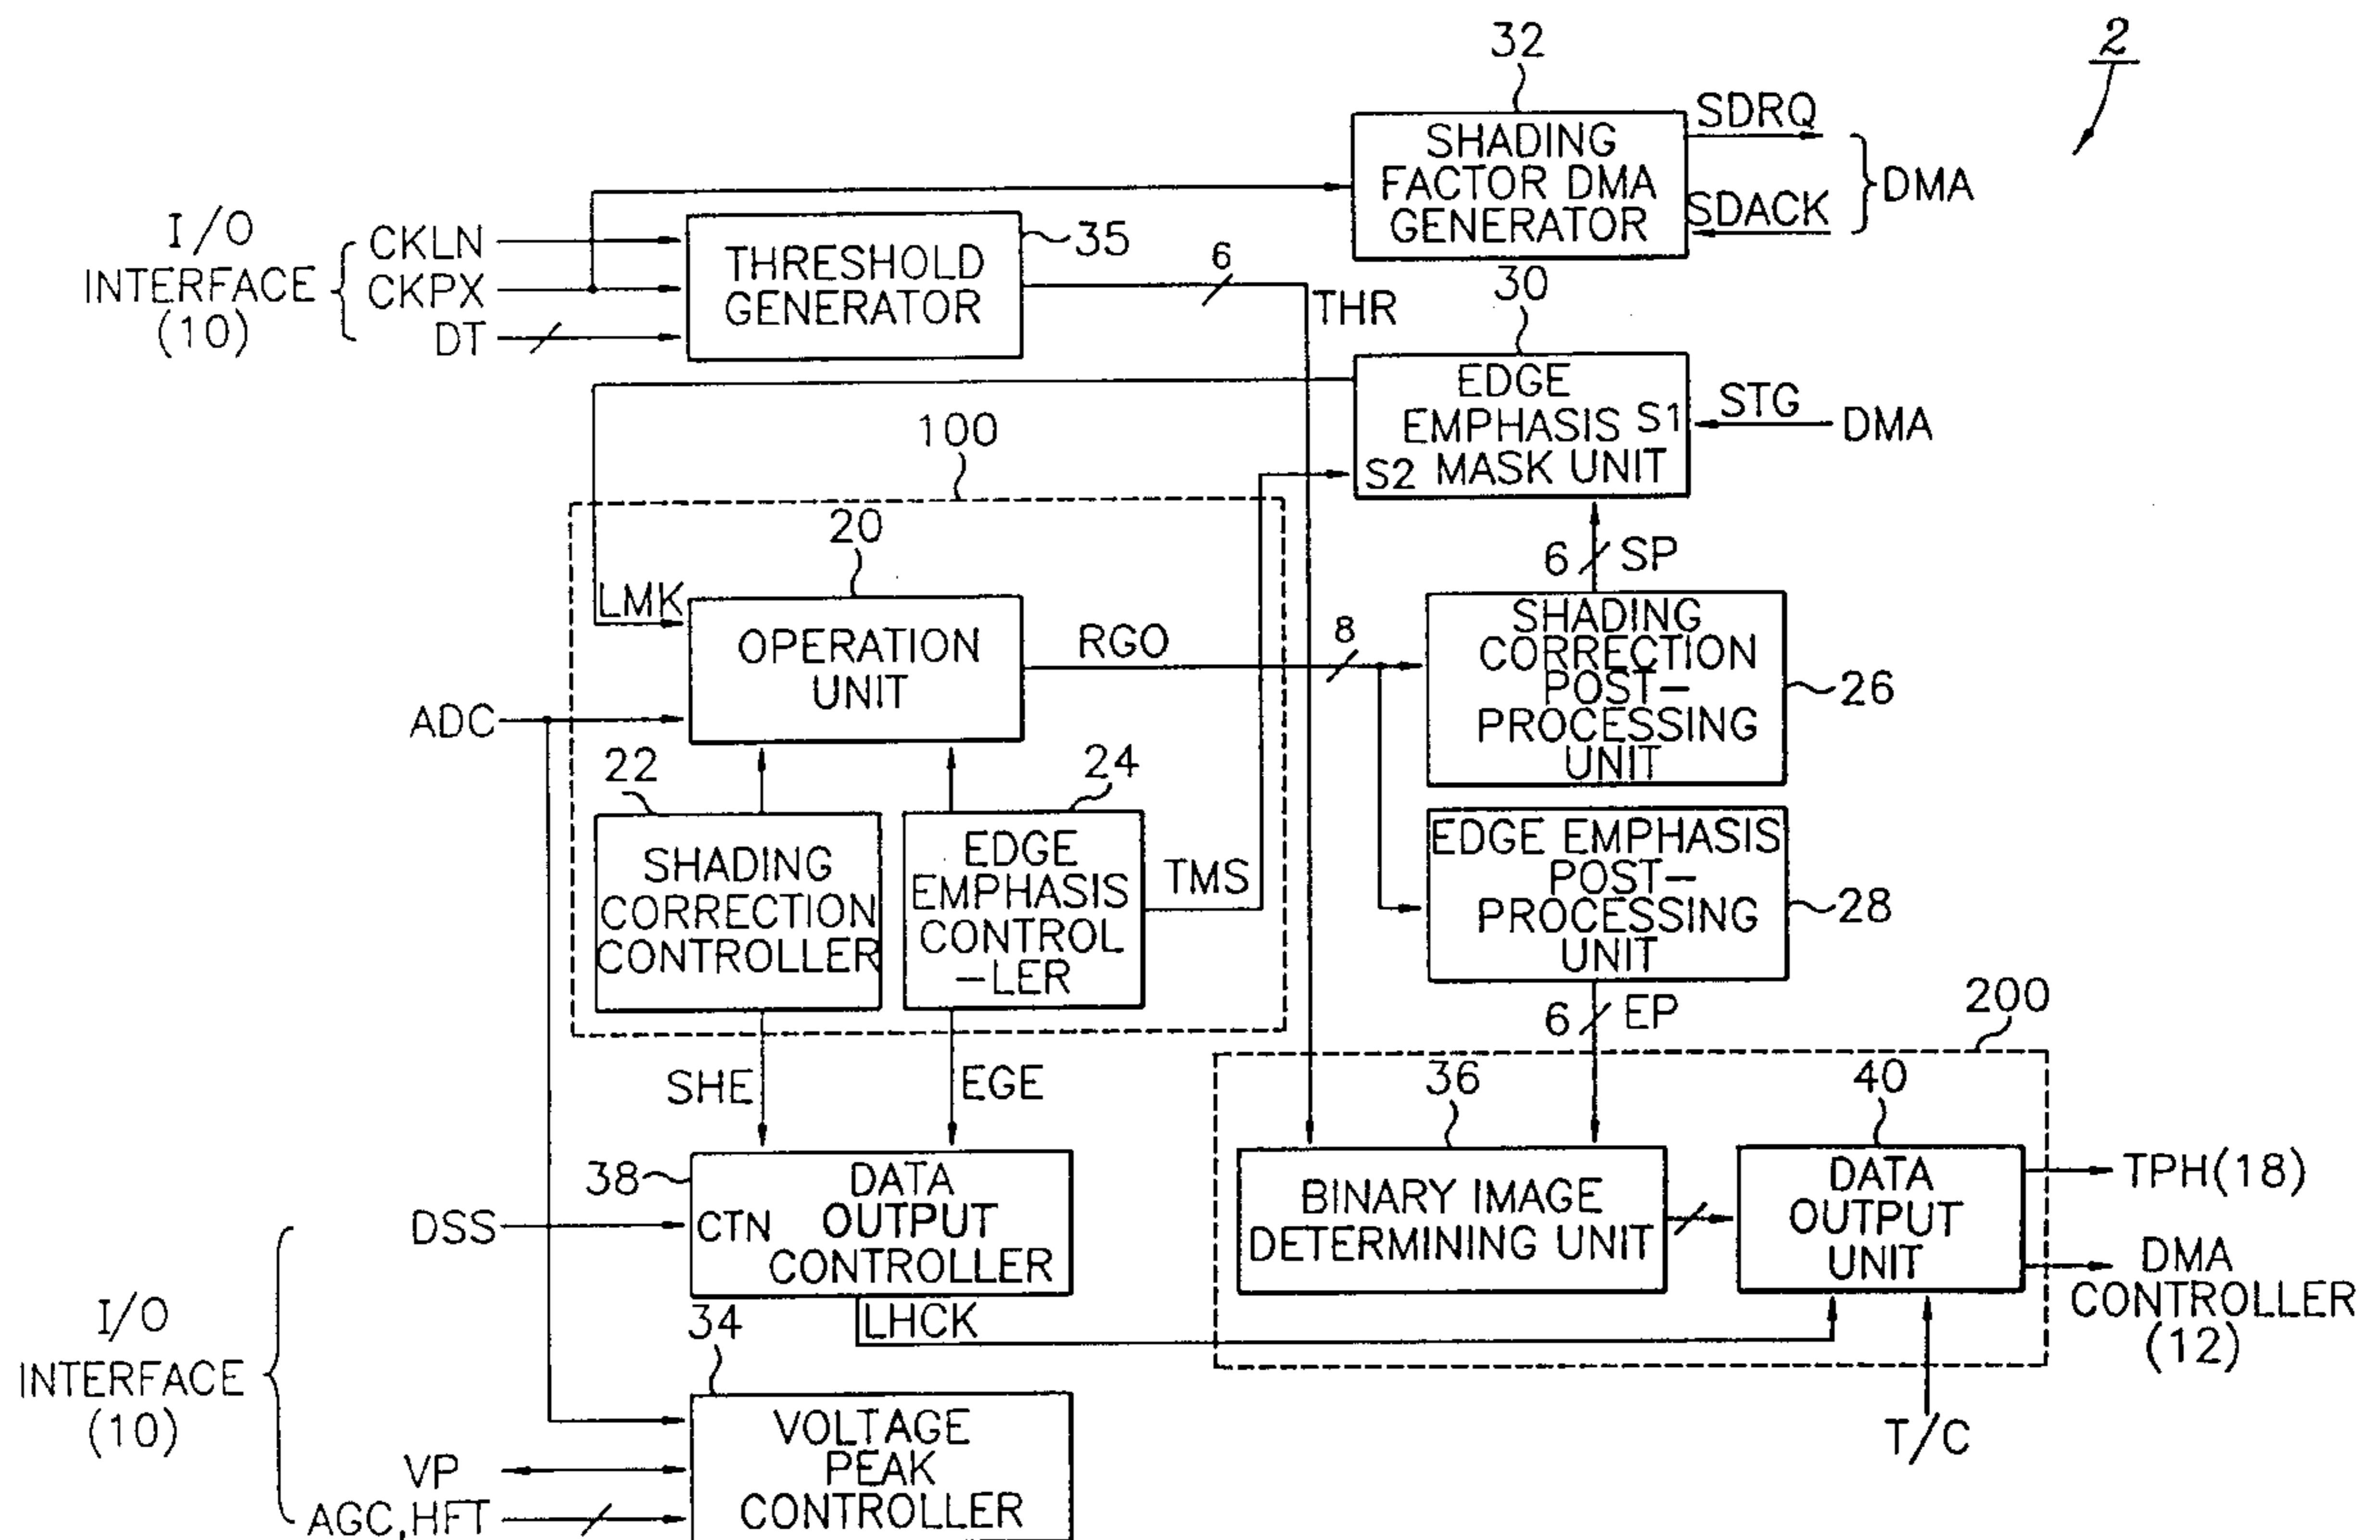 2
32
SHADING
FACTOR DMA
GENERATOR
SDRQ
SDACK
DMA
I/O
INTERFACE
(10)
CKLN
CKPX
DT
THRESHOLD
GENERATOR
35
6
THR
30
EDGE
EMPHASIS S1
S2 MASK UNIT
STG
DMA
100
20
LMK
OPERATION
UNIT
RGO
8
6 SP
SHADING
CORRECTION
POST-
PROCESSING
UNIT
26
ADC
22
SHADING
CORRECTION
CONTROLLER
24
EDGE
EMPHASIS
CONTROL
-LER
TMS
EDGE EMPHASIS
POST-
PROCESSING
UNIT
28
6 EP
200
SHE
EGE
36
40
38
DSS
CTN
DATA
OUTPUT
CONTROLLER
BINARY IMAGE
DETERMINING UNIT
DATA
OUTPUT
UNIT
TPH(18)
DMA
CONTROLLER
(12)
LHCK
34
I/O
INTERFACE
(10)
VOLTAGE
PEAK
CONTROLLER
VP
AGC,HFT
T/C